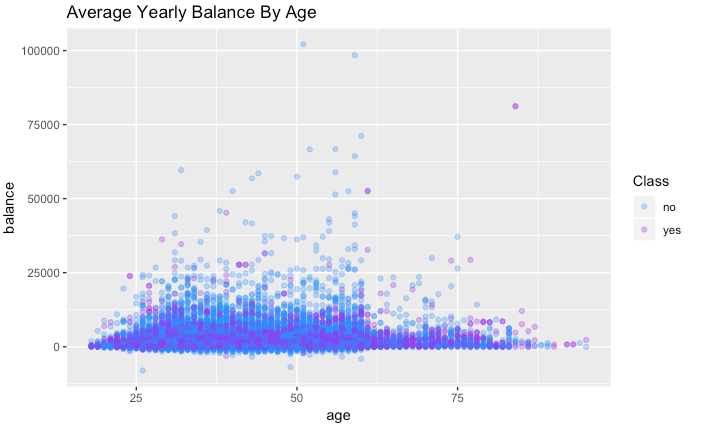 Average Yearly Balance By Age
100000
75000
50000
25000
0
balance
25
50
75
age
Class
no
yes